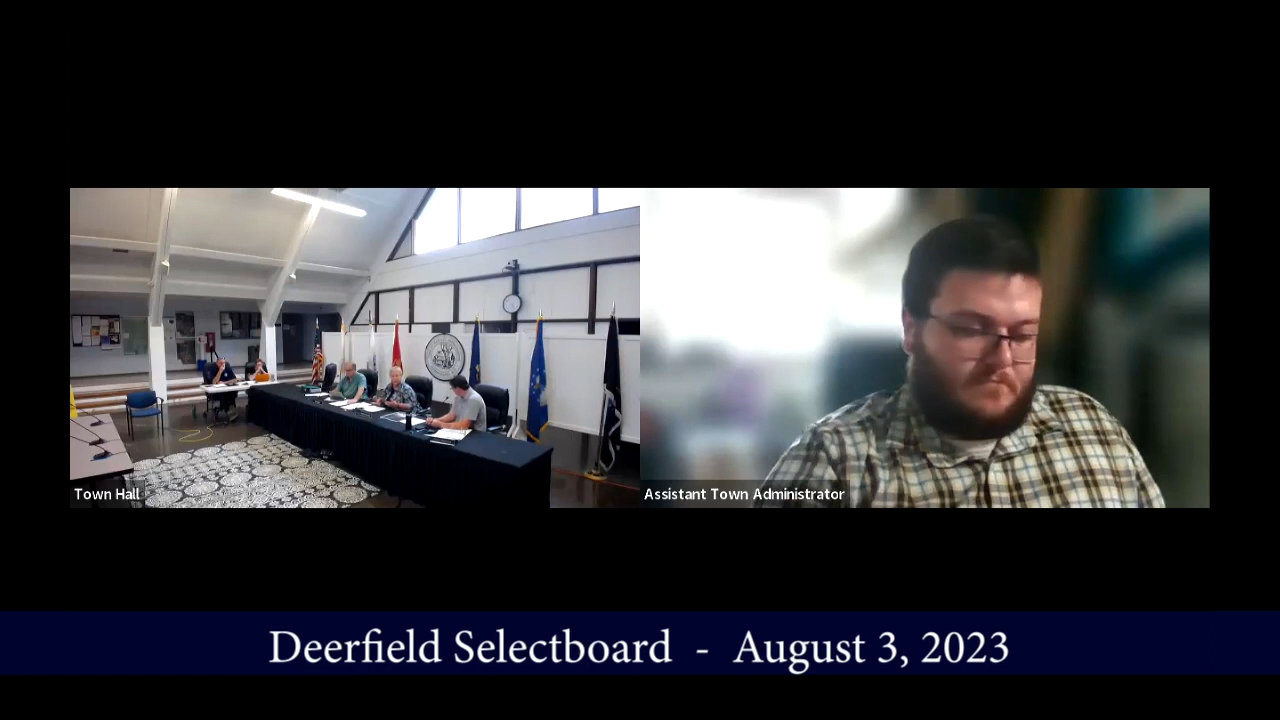 Town Hall
Assistant Town Administrator
Deerfield Selectboard - August 3, 2023